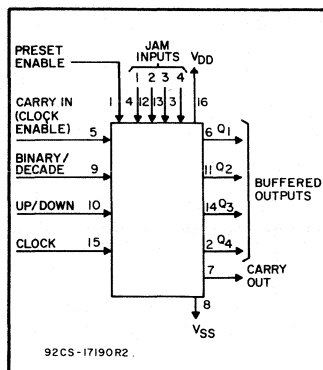 PRESET
ENABLE
JAM
INPUTS
1 2 3 4
VDD
1 4 12 13 3 16
CARRY IN
(CLOCK
ENABLE)
5
6 Q1
BINARY/
DECADE
9
11 Q2
BUFFERED
OUTPUTS
UP/DOWN 10
14 Q3
CLOCK 15
2 Q4
7
CARRY
OUT
8
VSS
92CS-17190R2